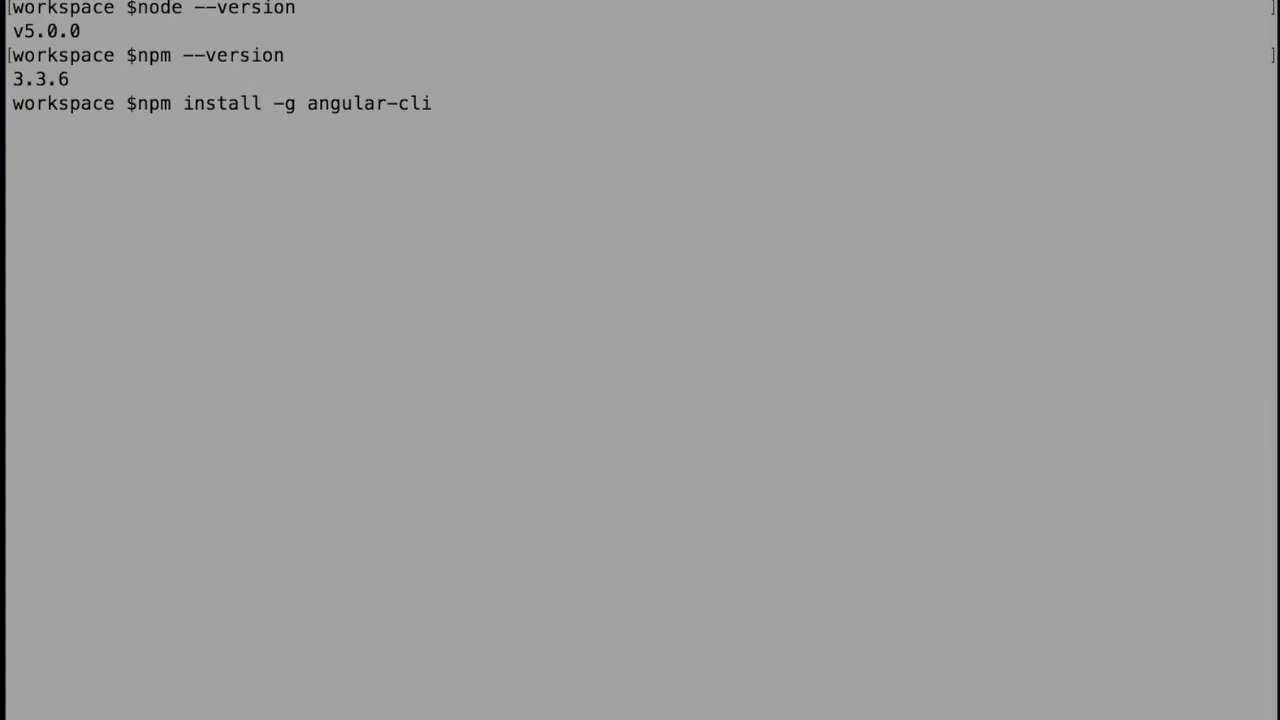 [workspace $node --version ]
v5.0.0
[workspace $npm --version ]
3.3.6
workspace $npm install -g angular-cli